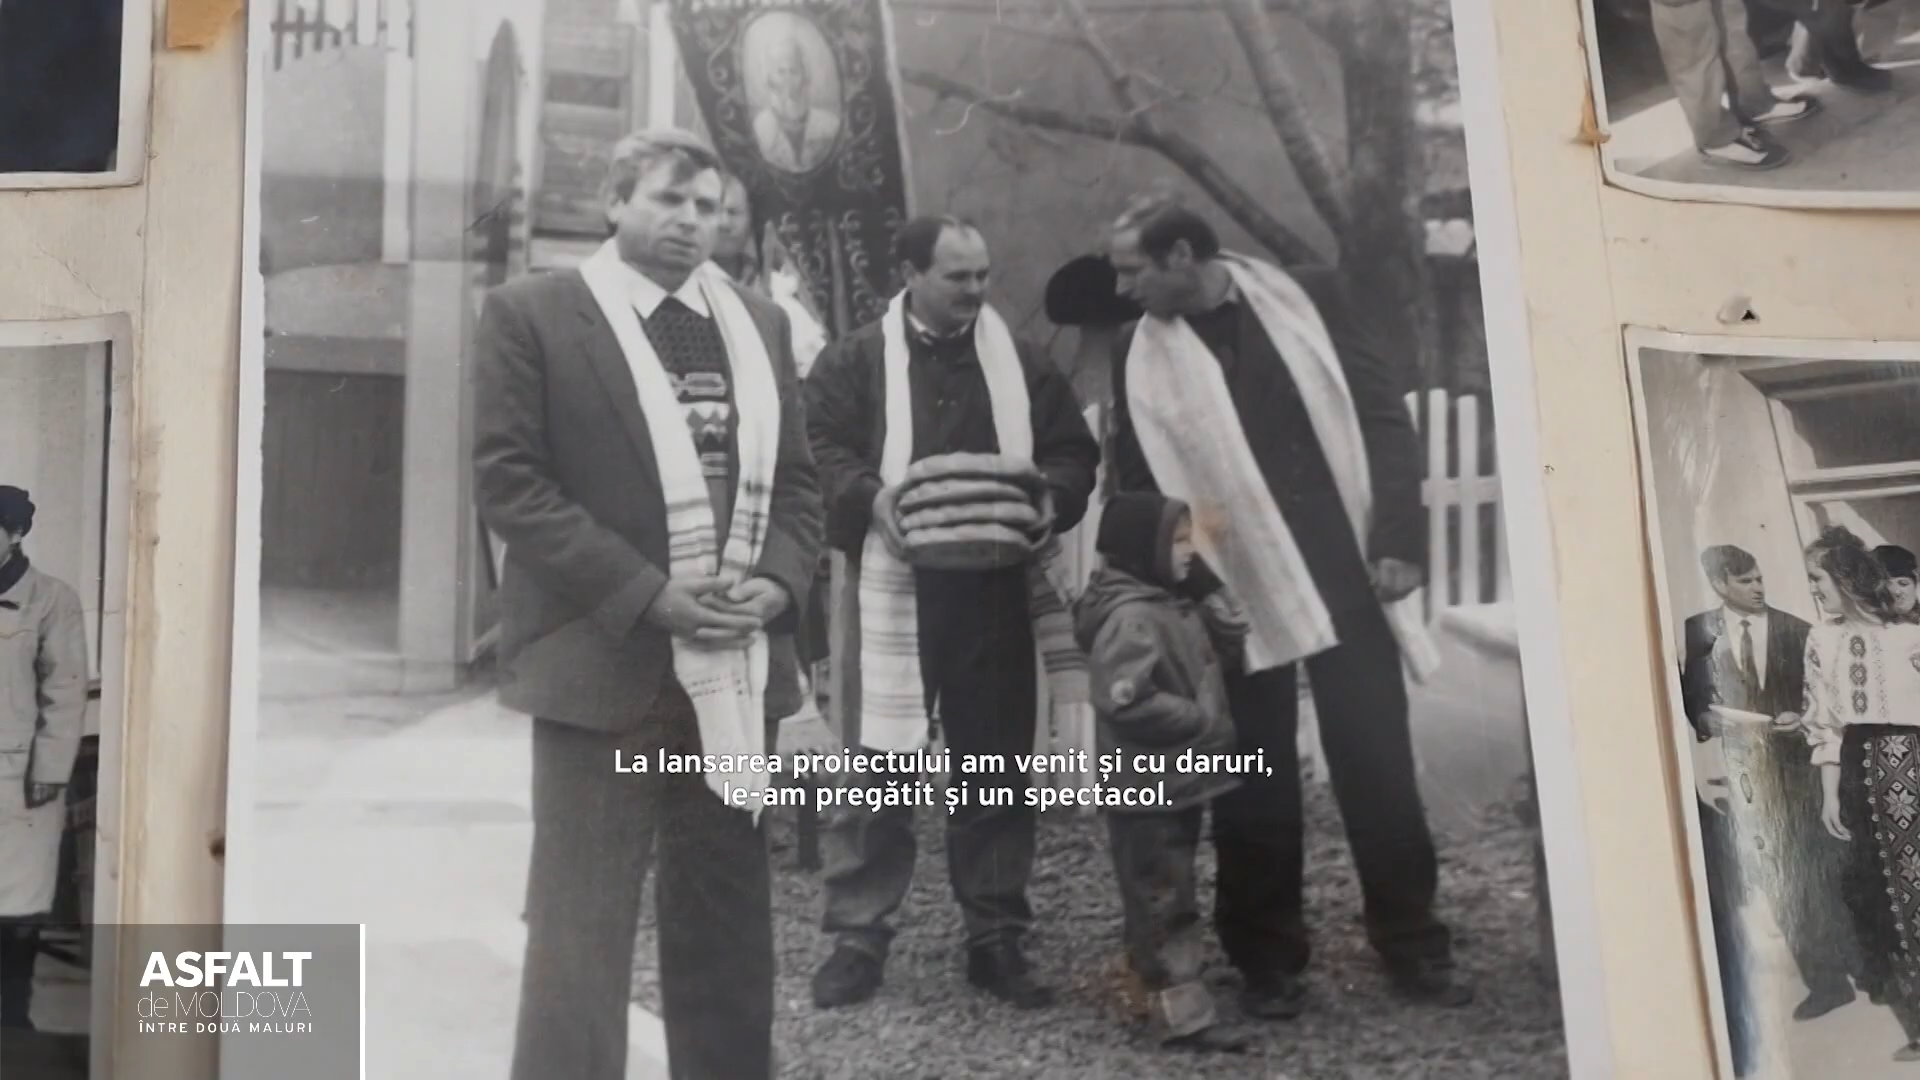 La lansarea proiectului am venit și cu daruri,
le-am pregătit și un spectacol.
ASFALT
de MOLDOVA
ÎNTRE DOUĂ MALURI